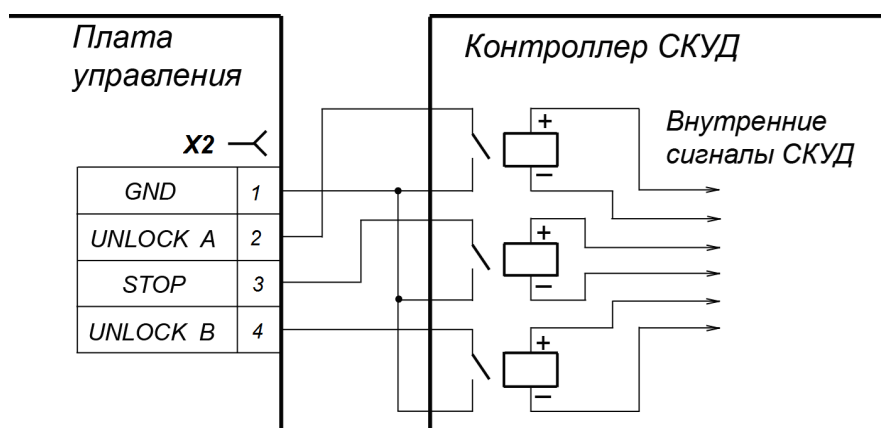 Плата
управления
X2
GND 1
UNLOCK A 2
STOP 3
UNLOCK B 4
Контроллер СКУД
Внутренние
сигналы СКУД
+
−
+
−
+
−